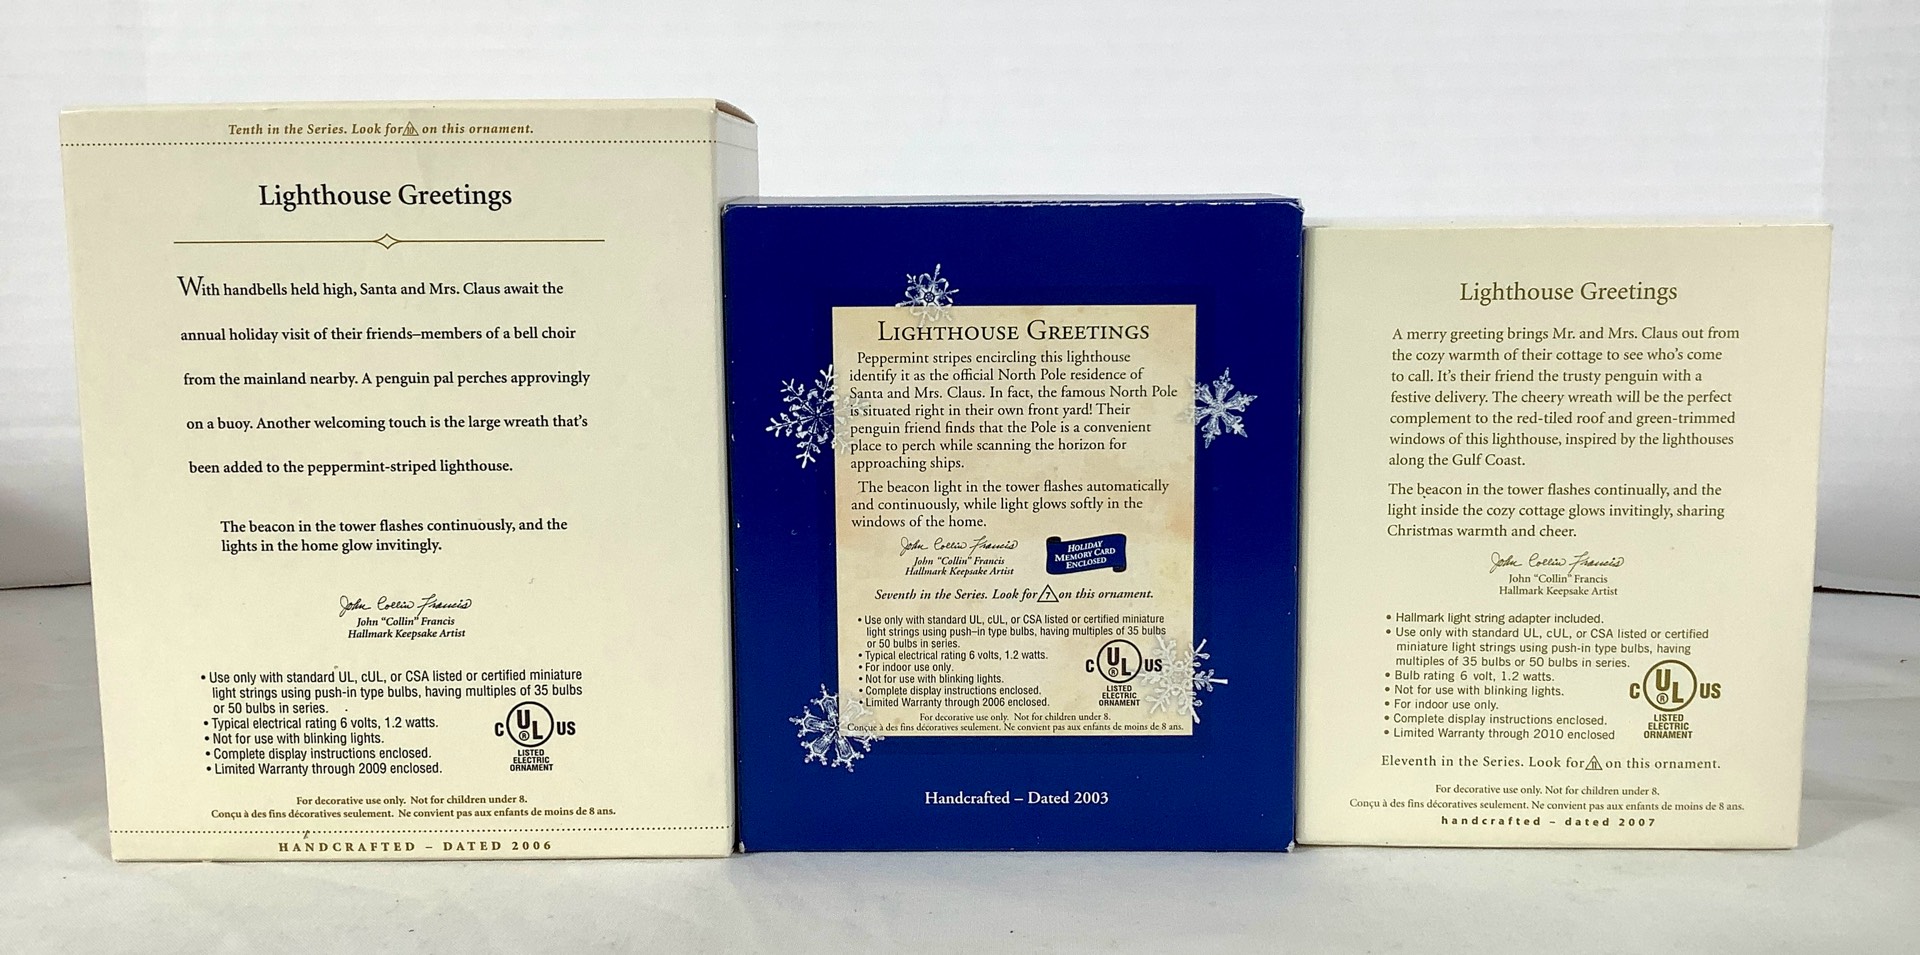 Tenth in the Series. Look for 10 on this ornament.
Lighthouse Greetings
With handbells held high, Santa and Mrs. Claus await the
annual holiday visit of their friends–members of a bell choir
from the mainland nearby. A penguin pal perches approvingly
on a buoy. Another welcoming touch is the large wreath that's
been added to the peppermint-striped lighthouse.
The beacon in the tower flashes continuously, and the
lights in the home glow invitingly.
John Collin Francis
John "Collin" Francis
Hallmark Keepsake Artist
• Use only with standard UL, cUL, or CSA listed or certified miniature
light strings using push-in type bulbs, having multiples of 35 bulbs
or 50 bulbs in series.
• Typical electrical rating 6 volts, 1.2 watts.
• Not for use with blinking lights.
• Complete display instructions enclosed.
• Limited Warranty through 2009 enclosed.
C UL ® US
LISTED
ELECTRIC
ORNAMENT
For decorative use only. Not for children under 8.
Conçu à des fins décoratives seulement. Ne convient pas aux enfants de moins de 8 ans.
HANDCRAFTED – DATED 2006
LIGHTHOUSE GREETINGS
Peppermint stripes encircling this lighthouse
identify it as the official North Pole residence of
Santa and Mrs. Claus. In fact, the famous North Pole
is situated right in their own front yard! Their
penguin friend finds that the Pole is a convenient
place to perch while scanning the horizon for
approaching ships.
The beacon light in the tower flashes automatically
and continuously, while light glows softly in the
windows of the home.
John Collin Francis
John "Collin" Francis
Hallmark Keepsake Artist
HOLIDAY
MEMORY CARD
ENCLOSED
Seventh in the Series. Look for 7 on this ornament.
• Use only with standard UL, cUL, or CSA listed or certified miniature
light strings using push–in type bulbs, having multiples of 35 bulbs
or 50 bulbs in series.
• Typical electrical rating 6 volts, 1.2 watts.
• For indoor use only.
• Not for use with blinking lights.
• Complete display instructions enclosed.
• Limited Warranty through 2006 enclosed.
C UL ® US
LISTED
ELECTRIC
ORNAMENT
For decorative use only. Not for children under 8.
Conçue à des fins décoratives seulement. Ne convient pas aux enfants de moins de 8 ans.
Handcrafted – Dated 2003
Lighthouse Greetings
A merry greeting brings Mr. and Mrs. Claus out from
the cozy warmth of their cottage to see who's come
to call. It's their friend the trusty penguin with a
festive delivery. The cheery wreath will be the perfect
complement to the red-tiled roof and green-trimmed
windows of this lighthouse, inspired by the lighthouses
along the Gulf Coast.
The beacon in the tower flashes continually, and the
light inside the cozy cottage glows invitingly, sharing
Christmas warmth and cheer.
John Collin Francis
John "Collin" Francis
Hallmark Keepsake Artist
• Hallmark light string adapter included.
• Use only with standard UL, cUL, or CSA listed or certified
miniature light strings using push-in type bulbs, having
multiples of 35 bulbs or 50 bulbs in series.
• Bulb rating 6 volt, 1.2 watts.
• Not for use with blinking lights.
• For indoor use only.
• Complete display instructions enclosed.
• Limited Warranty through 2010 enclosed
C UL ® US
LISTED
ELECTRIC
ORNAMENT
Eleventh in the Series. Look for 11 on this ornament.
For decorative use only. Not for children under 8.
Conçu à des fins décoratives seulement. Ne convient pas aux enfants de moins de 8 ans.
handcrafted – dated 2007